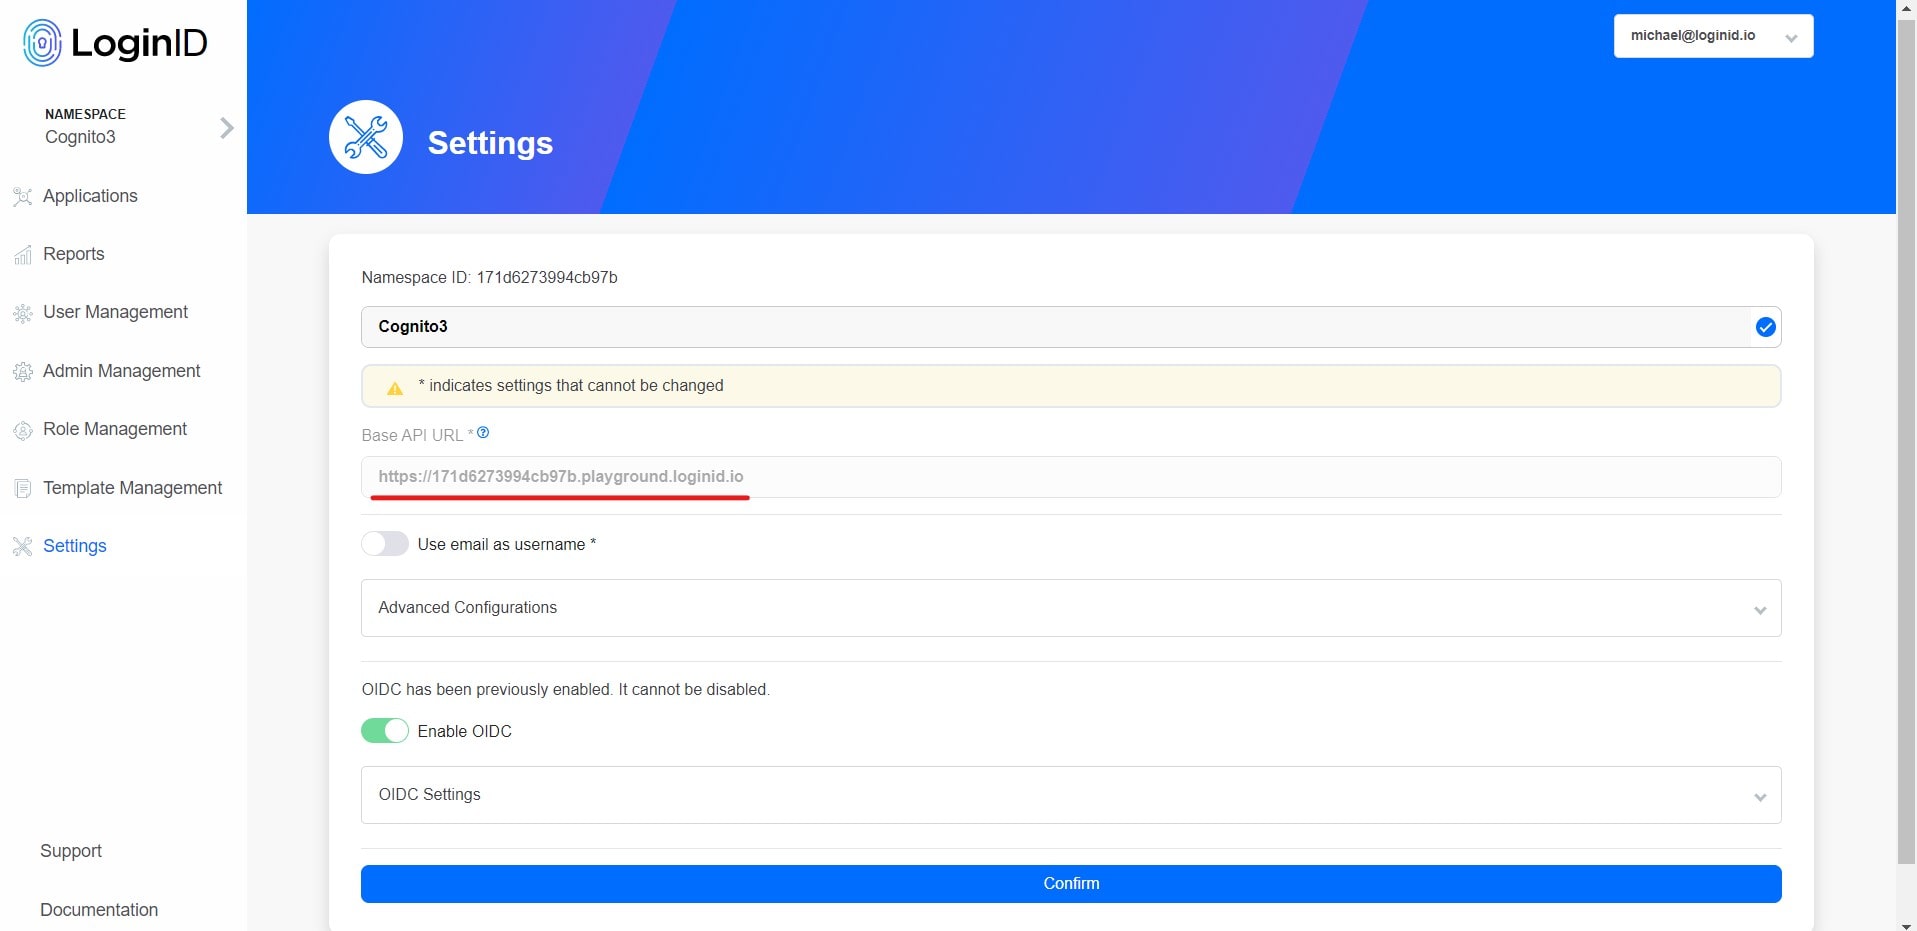 LoginID
michael@loginid.io
NAMESPACE
Cognito3
Settings
Applications
Reports
User Management
Admin Management
Role Management
Template Management
Settings
Support
Documentation
Namespace ID: 171d6273994cb97b
Cognito3
* indicates settings that cannot be changed
Base API URL *
https://171d6273994cb97b.playground.loginid.io
Use email as username *
Advanced Configurations
OIDC has been previously enabled. It cannot be disabled.
Enable OIDC
OIDC Settings
Confirm